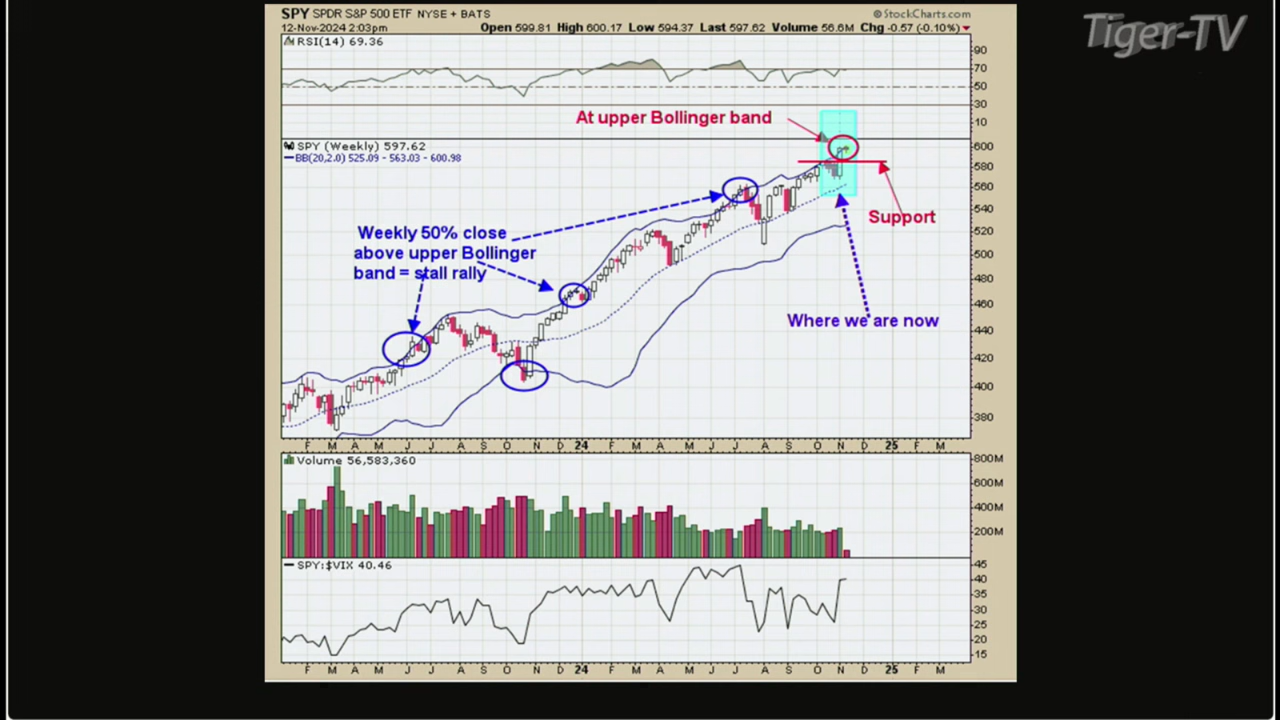 Tiger-TV
SPY SPDR S&P 500 ETF NYSE + BATS
© StockCharts.com
12-Nov-2024 2:03pm
Open 599.81 High 600.17 Low 594.37 Last 597.62 Volume 56.6M Chg -0.57 (-0.10%)
RSI(14) 69.36
90
70
50
30
10
At upper Bollinger band
SPY (Weekly) 597.62
BB(20,2.0) 525.09 - 563.03 - 600.98
600
580
560
540
520
500
480
460
440
420
400
380
Support
Weekly 50% close
above upper Bollinger
band = stall rally
Where we are now
F M A M J J A S O N D 24 F M A M J J A S O N D 25 F M
Volume 56,583,360
800M
600M
400M
200M
SPY:$VIX 40.46
45
40
35
30
25
20
15
F M A M J J A S O N D 24 F M A M J J A S O N D 25 F M